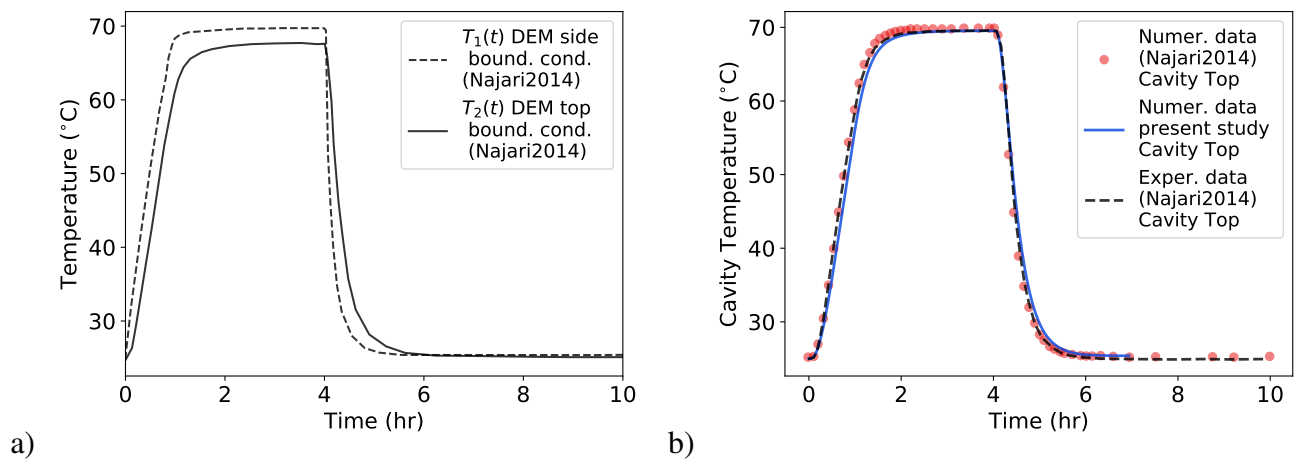 70
60
50
40
30
0
2
4
6
8
10
Temperature (°C)
Time (hr)
T₁(t) DEM side
bound. cond.
(Najari2014)
T₂(t) DEM top
bound. cond.
(Najari2014)
a)
70
60
50
40
30
0
2
4
6
8
10
Cavity Temperature (°C)
Time (hr)
Numer. data
(Najari2014)
Cavity Top
Numer. data
present study
Cavity Top
Exper. data
(Najari2014)
Cavity Top
b)